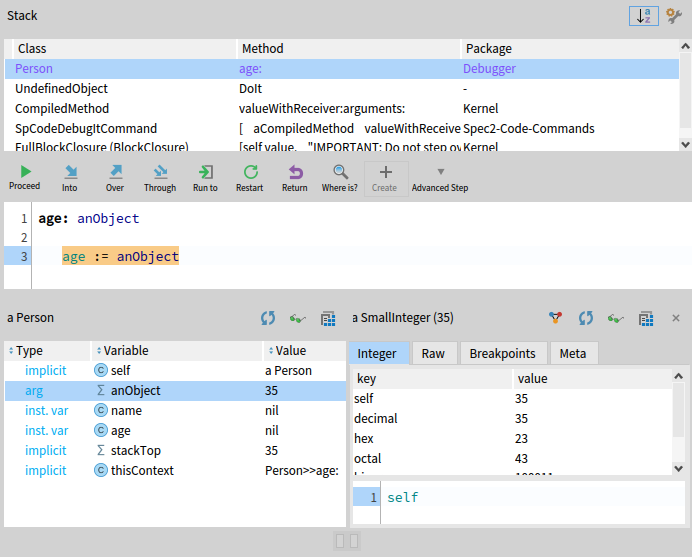 Stack
Class Method Package
Person age: Debugger
UndefinedObject DoIt -
CompiledMethod valueWithReceiver:arguments: Kernel
SpCodeDebugItCommand [ aCompiledMethod valueWithReceive Spec2-Code-Commands
FullBlockClosure (BlockClosure) [self value. "IMPORTANT: Do not step ov Kernel
Proceed Into Over Through Run to Restart Return Where is? Create Advanced Step
1 age: anObject
2
3 age := anObject
a Person
Type Variable Value
implicit C self a Person
arg Σ anObject 35
inst. var C name nil
inst. var C age nil
implicit Σ stackTop 35
implicit C thisContext Person>>age:
a SmallInteger (35)
Integer Raw Breakpoints Meta
key value
self 35
decimal 35
hex 23
octal 43
1 self